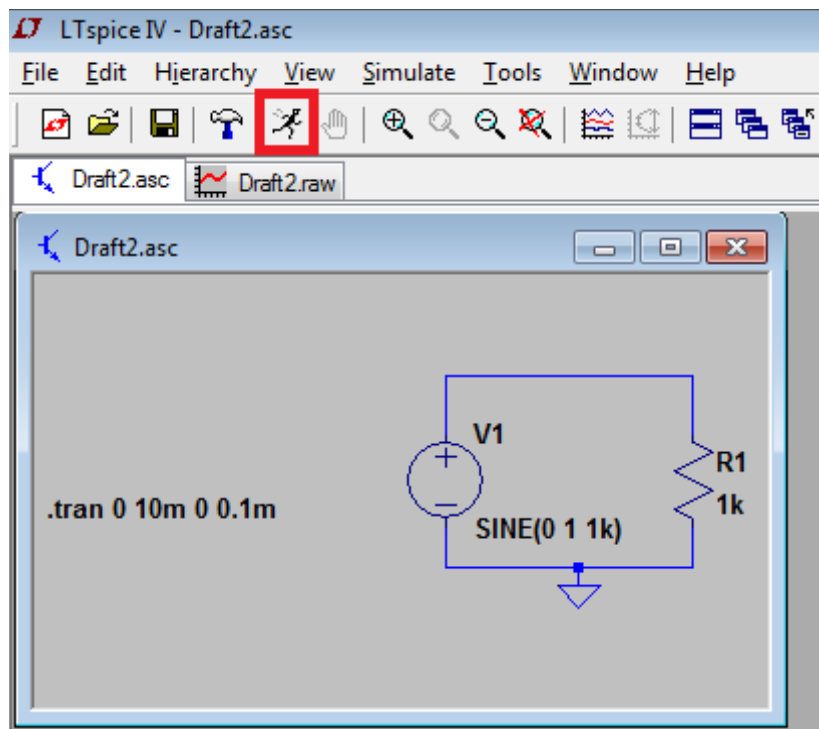 LTspice IV - Draft2.asc
File Edit Hierarchy View Simulate Tools Window Help
Draft2.asc Draft2.raw
Draft2.asc
V1
R1
.tran 0 10m 0 0.1m
1k
SINE(0 1 1k)